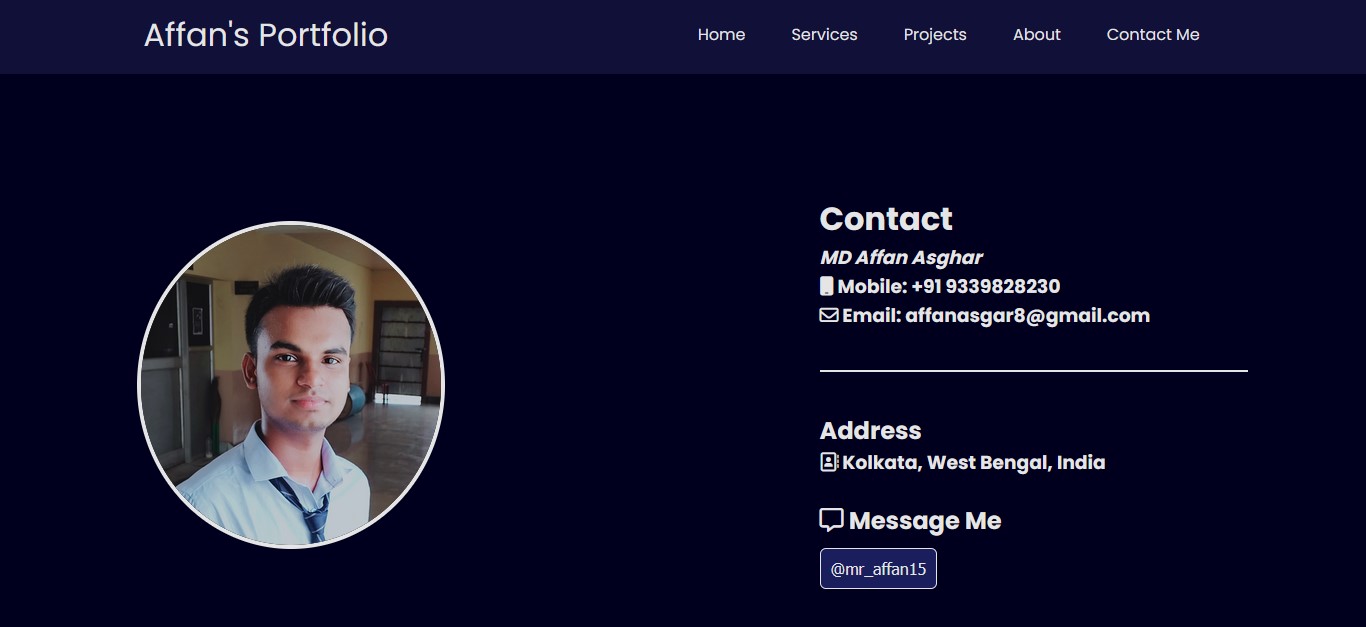 Affan's Portfolio
Home Services Projects About Contact Me
Contact
MD Affan Asghar
Mobile: +91 9339828230
Email: affanasgar8@gmail.com
Address
Kolkata, West Bengal, India
Message Me
@mr_affan15